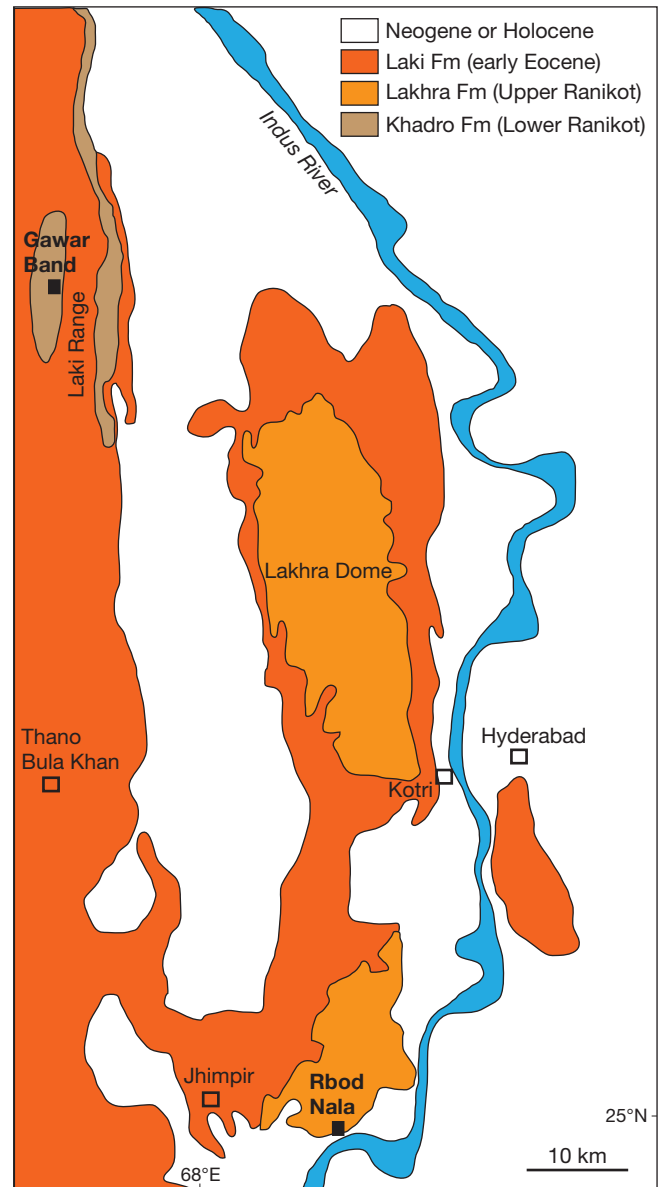 Neogene or Holocene
Laki Fm (early Eocene)
Lakhra Fm (Upper Ranikot)
Khadro Fm (Lower Ranikot)
Indus River
Gawar
Band
Laki Range
Lakhra Dome
Thano
Bula Khan
Hyderabad
Kotri
Jhimpir
Rbod
Nala
25°N
68°E
10 km